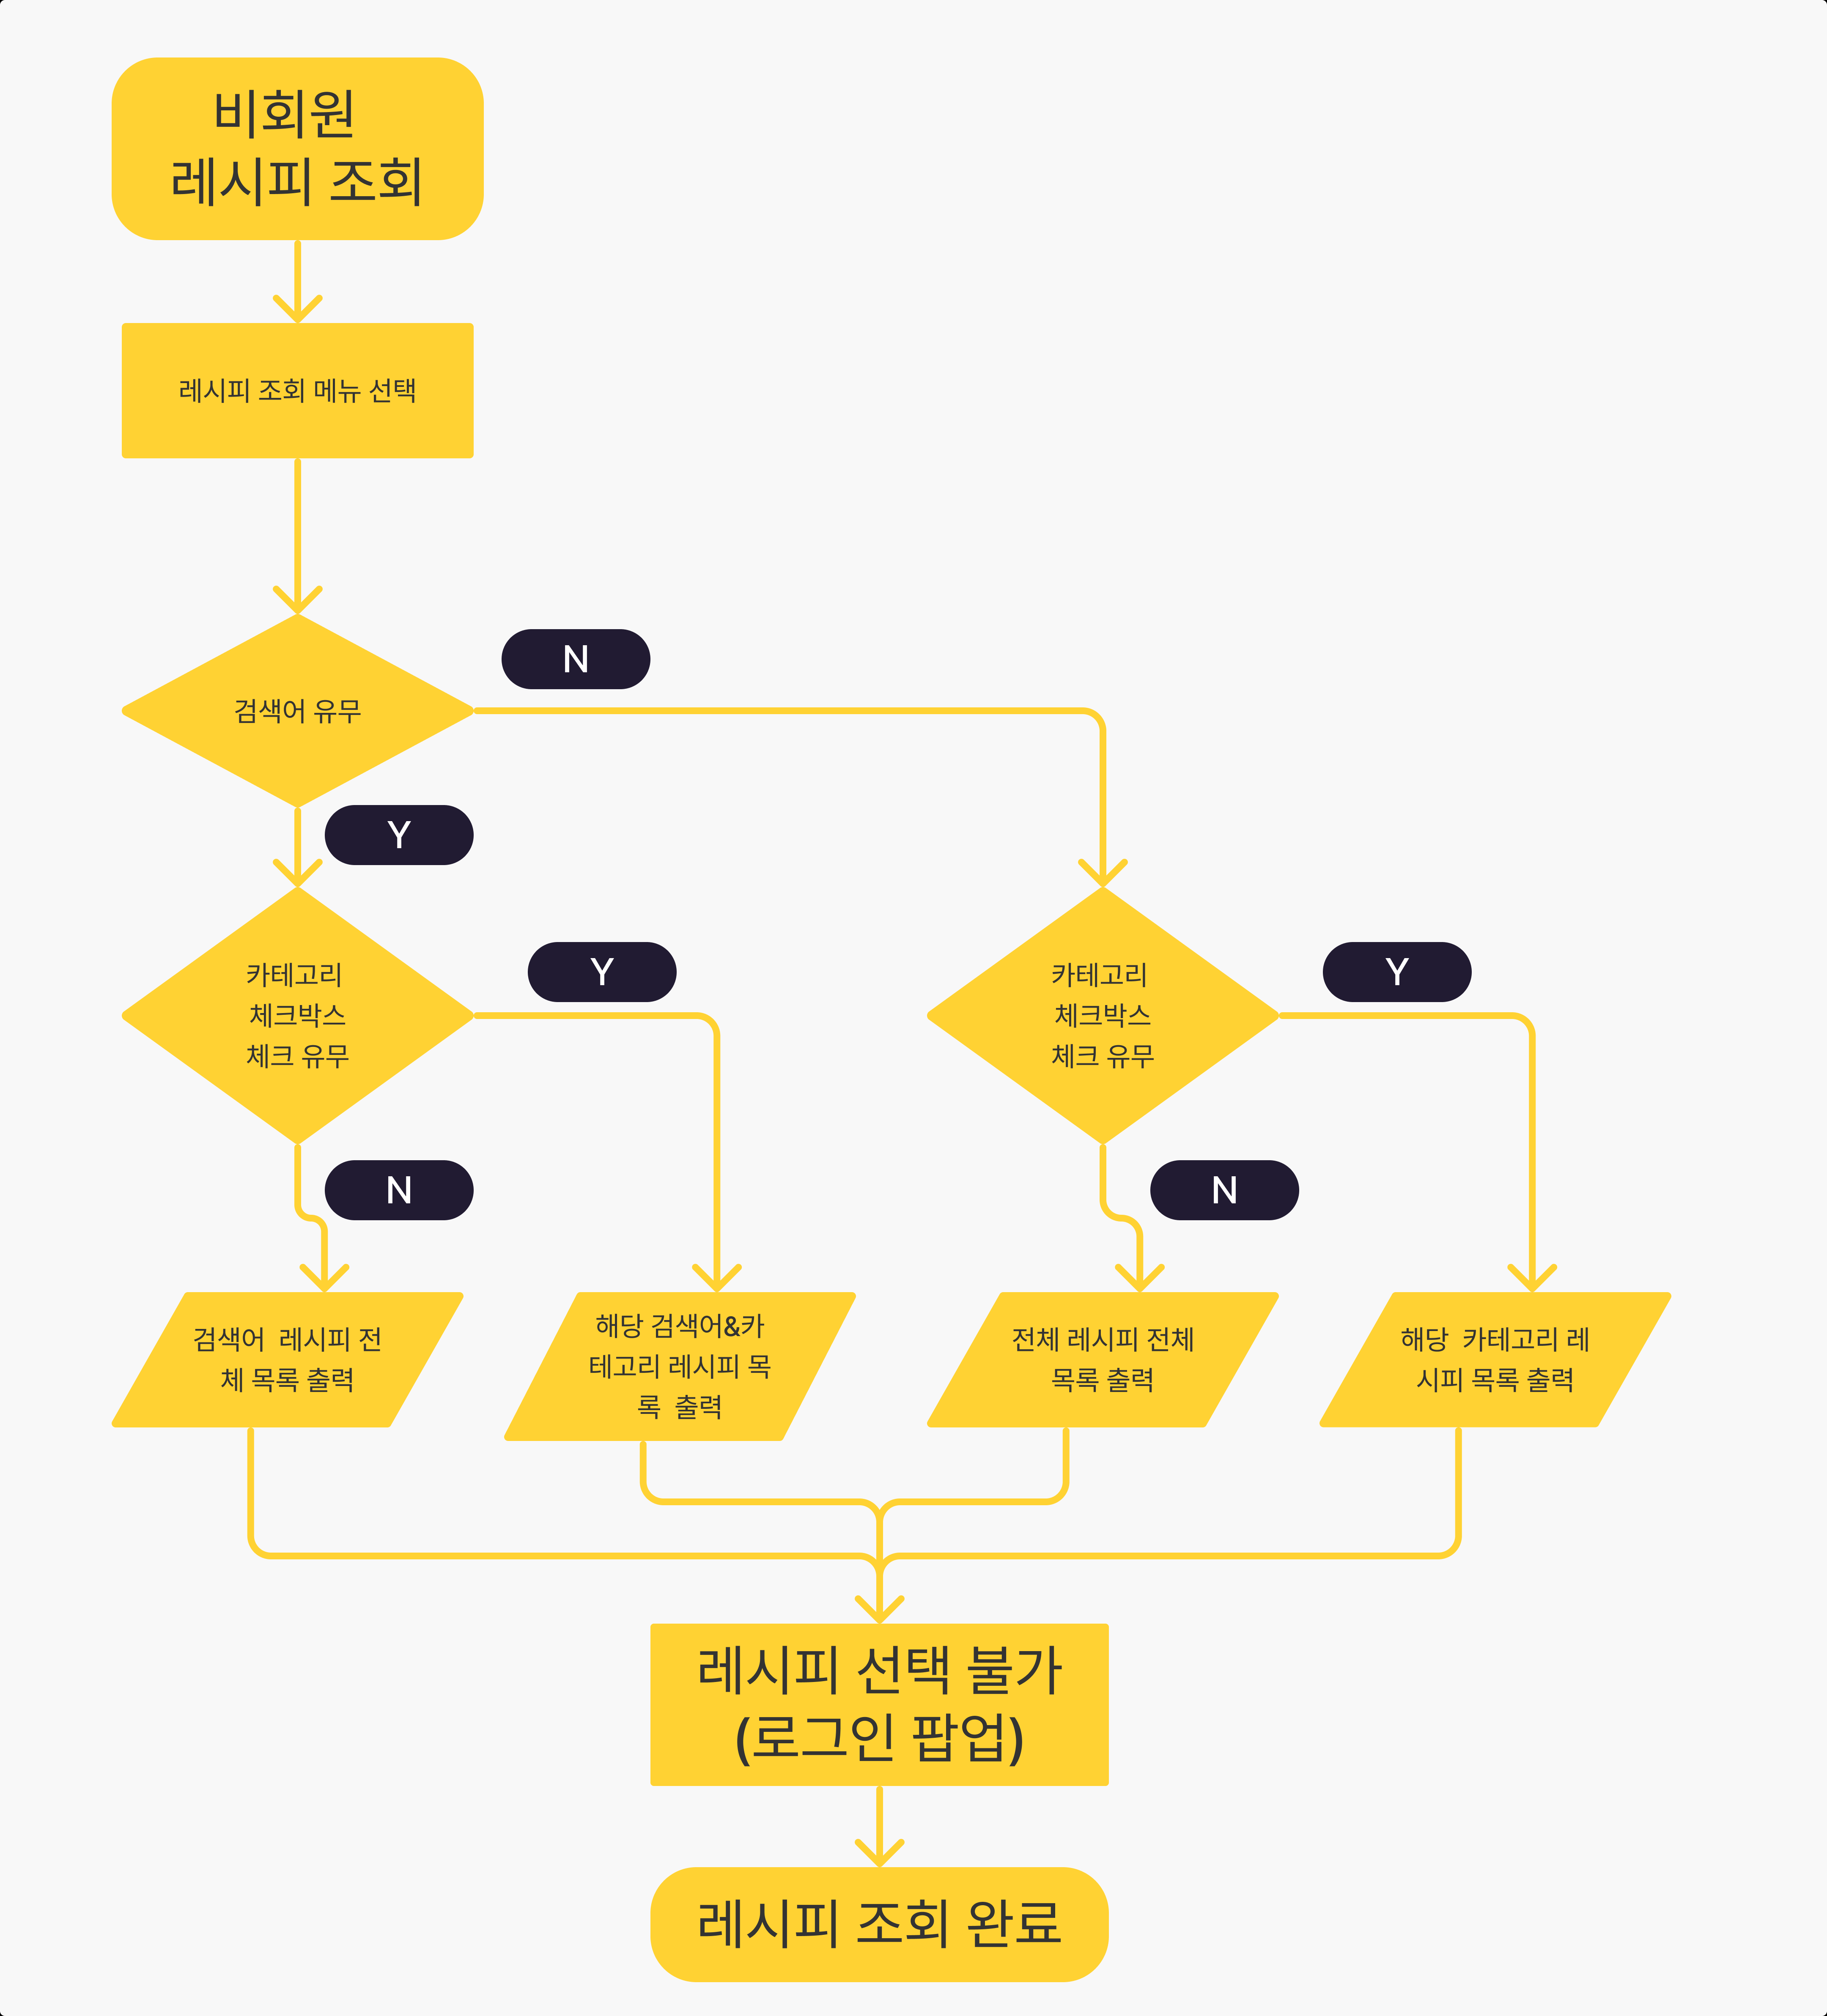 비회원
레시피 조회
레시피 조회 메뉴 선택
검색어 유무
N
Y
카테고리
체크박스
체크 유무
Y
카테고리
체크박스
체크 유무
Y
N
N
검색어  레시피 전
체 목록 출력
해당 검색어&카
테고리 레시피 목
록  출력
전체 레시피 전체
목록 출력
해당  카테고리 레
시피 목록 출력
레시피 선택 불가
(로그인 팝업)
레시피 조회 완료